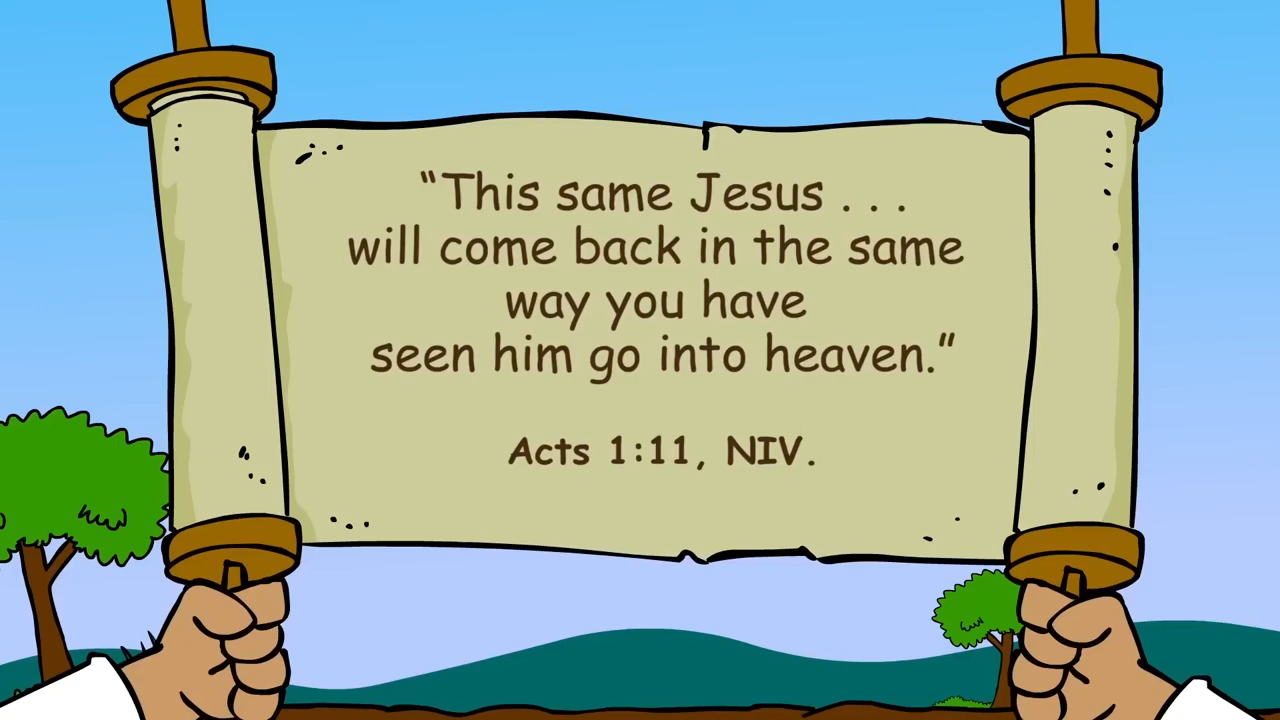 “This same Jesus . . .
will come back in the same
way you have
seen him go into heaven.”
Acts 1:11, NIV.